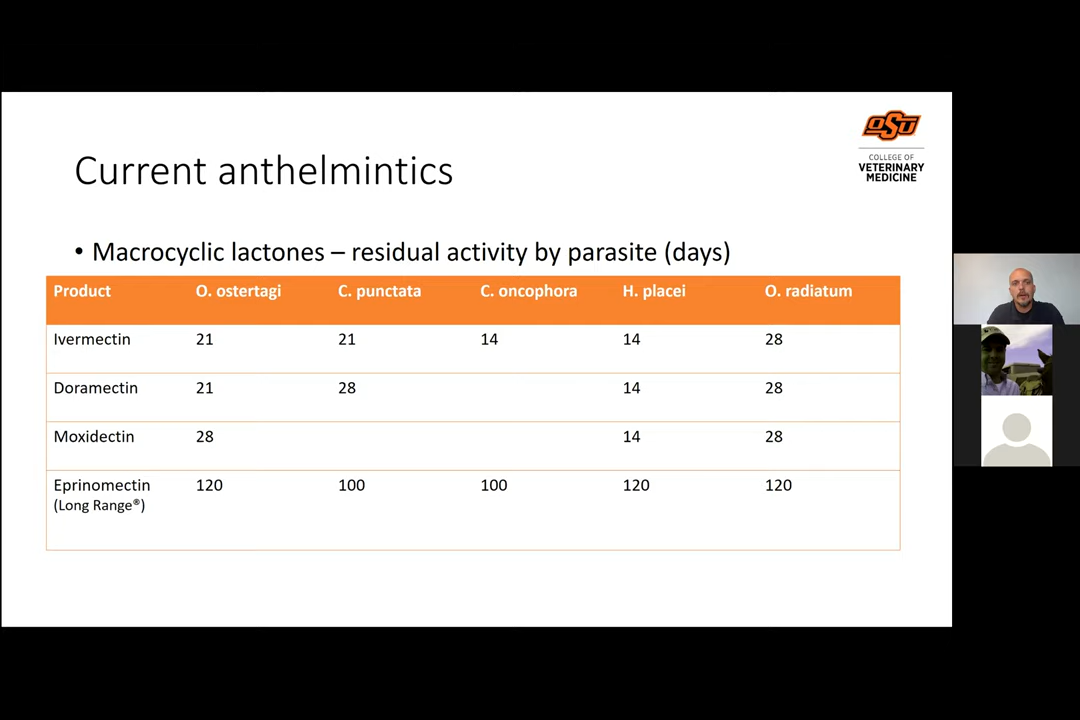 OSU
COLLEGE OF
VETERINARY
MEDICINE
Current anthelmintics
• Macrocyclic lactones – residual activity by parasite (days)
Product O. ostertagi C. punctata C. oncophora H. placei O. radiatum
Ivermectin 21 21 14 14 28
Doramectin 21 28 14 28
Moxidectin 28 14 28
Eprinomectin 120 100 100 120 120
(Long Range®)